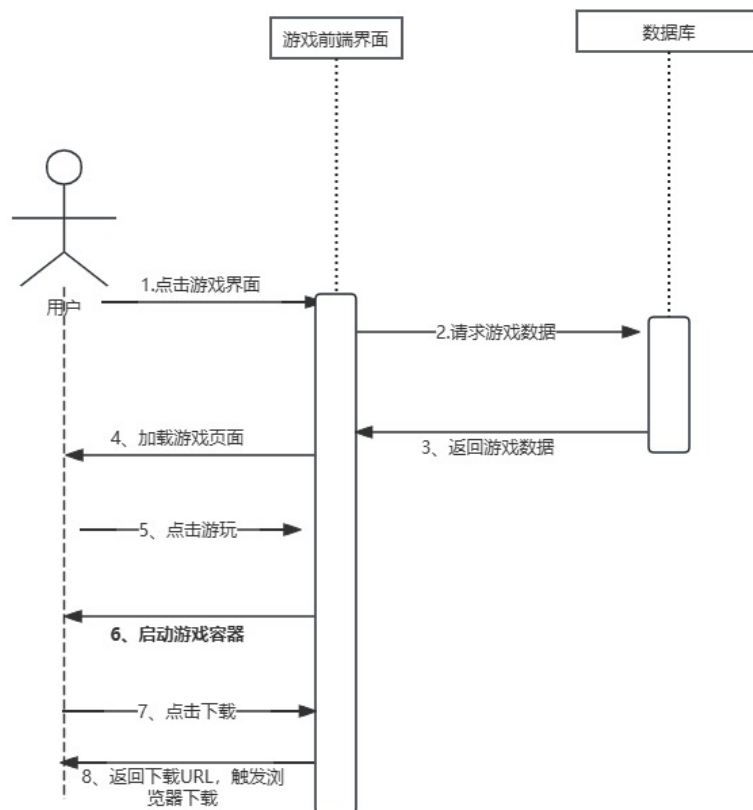 游戏前端界面
数据库
用户
1.点击游戏界面
2.请求游戏数据
3、返回游戏数据
4、加载游戏页面
5、点击游玩
6、启动游戏容器
7、点击下载
8、返回下载URL，触发浏
览器下载